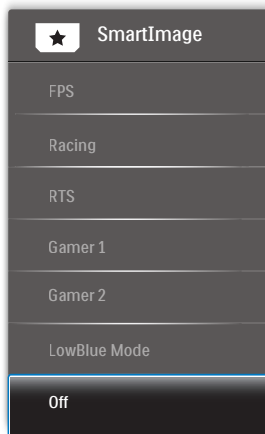 SmartImage
FPS
Racing
RTS
Gamer 1
Gamer 2
LowBlue Mode
Off